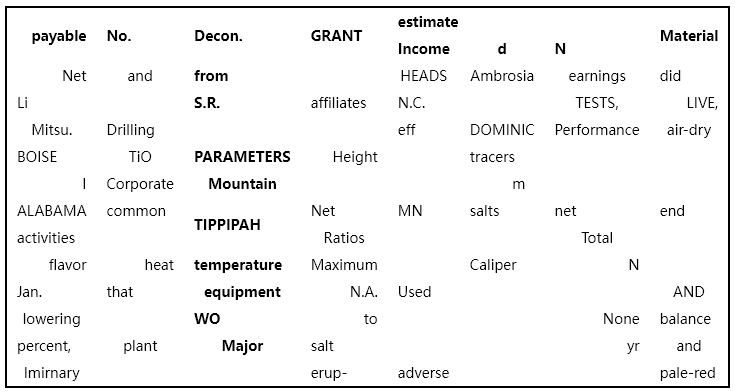 payable No. Decon. GRANT estimate Income d N Material
Net and from HEADS Ambrosia earnings did
Li S.R. affiliates N.C. TESTS, LIVE,
Mitsu. Drilling eff DOMINIC Performance air-dry
BOISE TiO PARAMETERS Height tracers
l Corporate Mountain m
ALABAMA common TIPPIPAH Net MN salts net end
activities Ratios Total
flavor heat temperature Maximum Caliper N
Jan. that equipment N.A. Used AND
lowering WO to None balance
percent, plant Major salt yr and
Imirnary erup- adverse pale-red